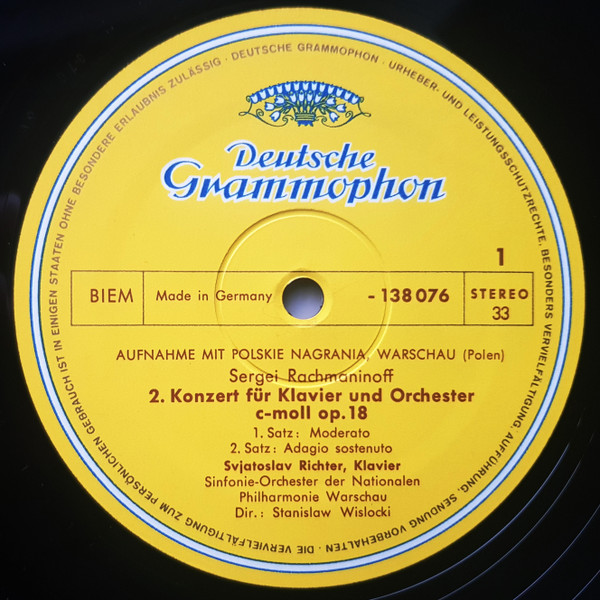 Deutsche
Grammophon
1
BIEM
Made in Germany
- 138 076
STEREO
33
AUFNAHME MIT POLSKIE NAGRANIA, WARSCHAU (Polen)
Sergei Rachmaninoff
2. Konzert für Klavier und Orchester
c-moll op. 18
1. Satz: Moderato
2. Satz: Adagio sostenuto
Svjatoslav Richter, Klavier
Sinfonie-Orchester der Nationalen
Philharmonie Warschau
Dir.: Stanislaw Wislocki
DEUTSCHE GRAMMOPHON · URHEBER- UND LEISTUNGSSCHUTZRECHTE, BESONDERS VERVIELFÄLTIGUNG, AUFFÜHRUNG, SENDUNG VORBEHALTEN · DIE VERVIELFÄLTIGUNG ZUM PERSÖNLICHEN GEBRAUCH IST IN EINIGEN STAATEN OHNE BESONDERE ERLAUBNIS ZULÄSSIG ·